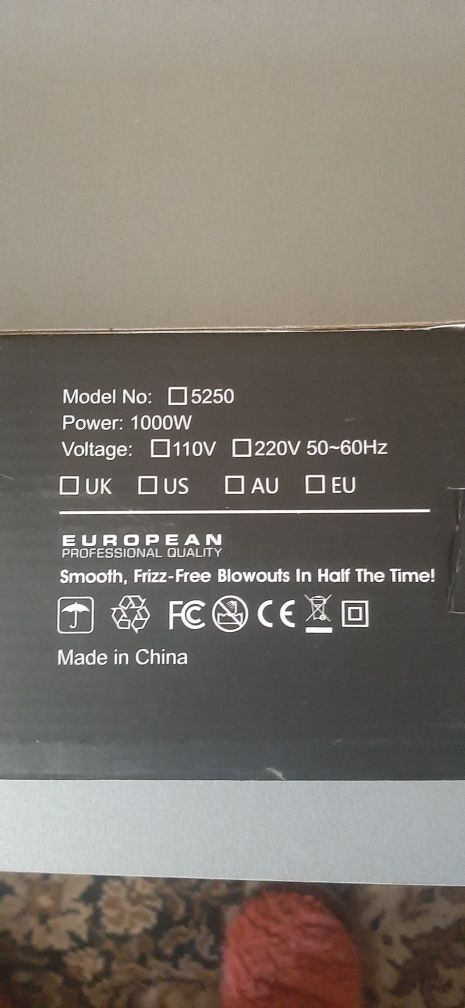 Model No: ☐5250
Power: 1000W
Voltage: ☐110V ☐220V 50~60Hz
☐UK ☐US ☐AU ☐EU
EUROPEAN
PROFESSIONAL QUALITY
Smooth, Frizz-Free Blowouts In Half The Time!
FC CE
Made in China